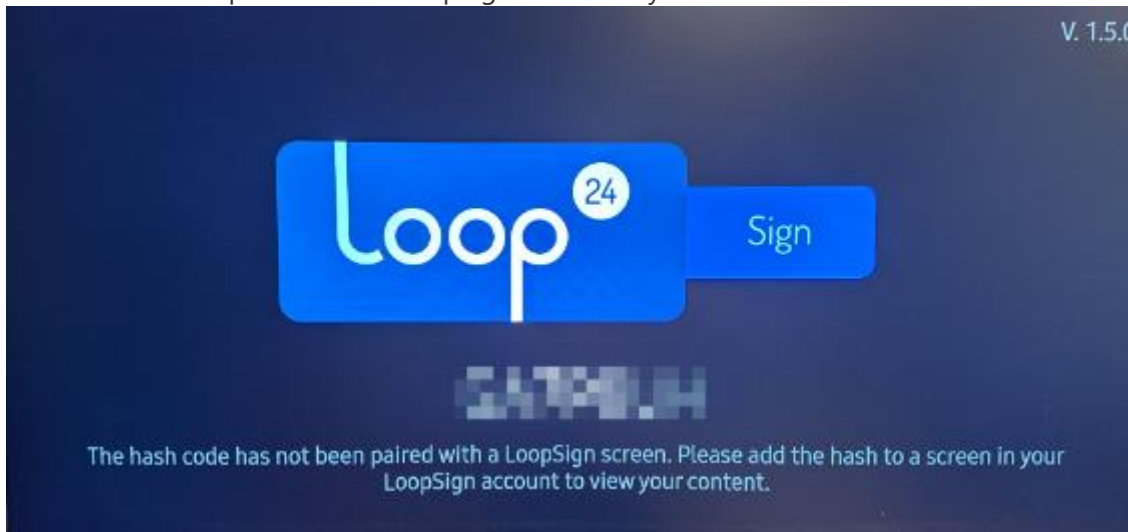 V. 1.5.0
Loop 24
Sign
The hash code has not been paired with a LoopSign screen. Please add the hash to a screen in your
LoopSign account to view your content.